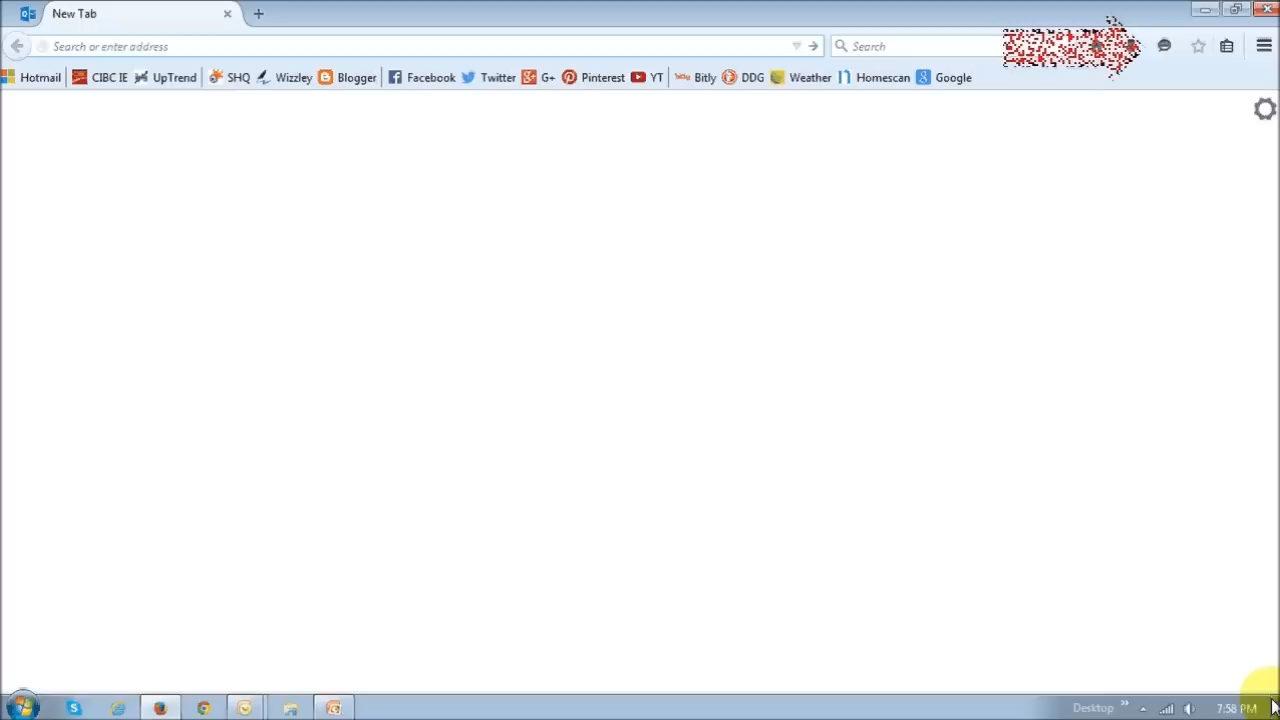 New Tab
Search or enter address
Search
Hotmail CIBC IE UpTrend SHQ Wizzley Blogger Facebook Twitter G+ Pinterest YT Bitly DDG Weather Homescan Google
Desktop
7:58 PM